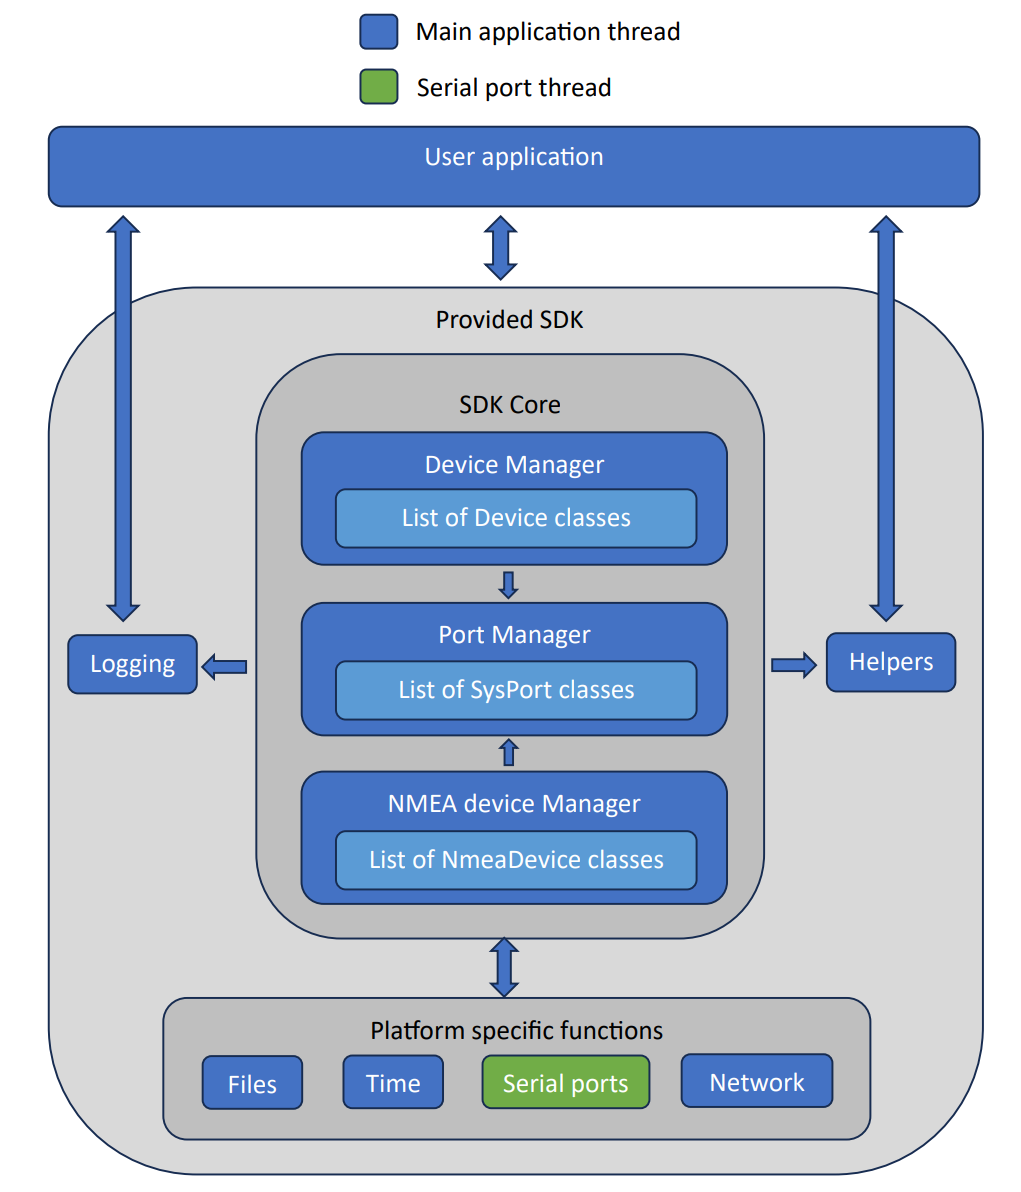 Main application thread
Serial port thread
User application
Provided SDK
SDK Core
Device Manager
List of Device classes
Port Manager
List of SysPort classes
Logging
Helpers
NMEA device Manager
List of NmeaDevice classes
Platform specific functions
Files
Time
Serial ports
Network